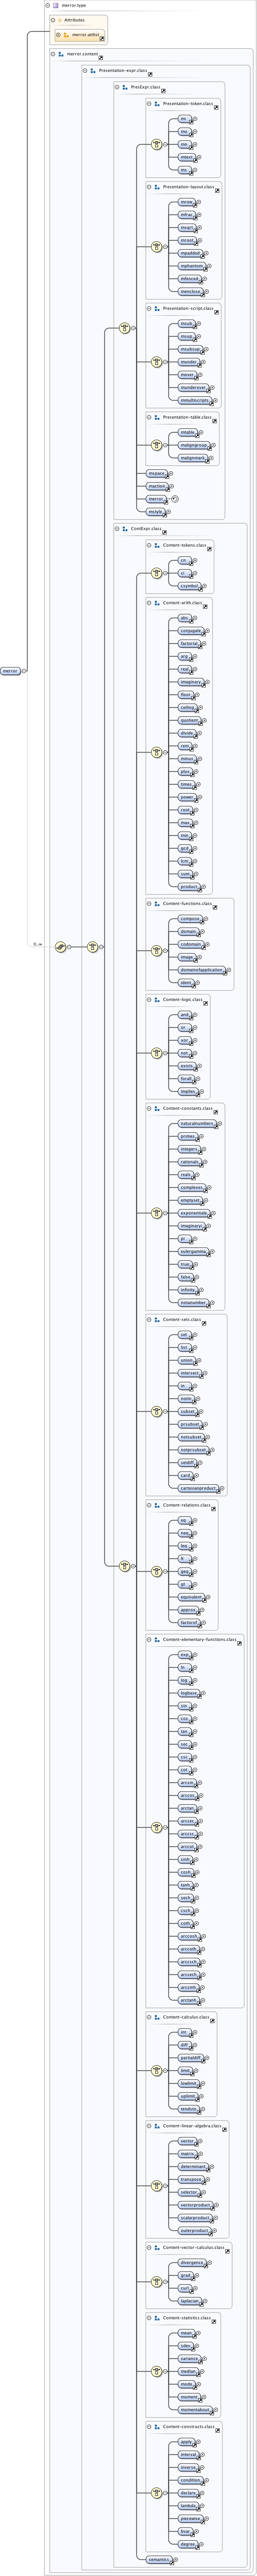 merror.type
Attributes
merror.attlist
merror.content
Presentation-expr.class
PresExpr.class
Presentation-token.class
mi
mo
mn
mtext
ms
Presentation-layout.class
mrow
mfrac
msqrt
mroot
mpadded
mphantom
mfenced
menclose
Presentation-script.class
msub
msup
msubsup
munder
mover
munderover
mmultiscripts
Presentation-table.class
mtable
maligngroup
malignmark
mspace
maction
merror
mstyle
ContExpr.class
Content-tokens.class
cn
ci
csymbol
Content-arith.class
abs
conjugate
factorial
arg
real
imaginary
floor
ceiling
quotient
divide
rem
minus
plus
times
power
root
max
min
gcd
lcm
sum
product
merror
Content-functions.class
compose
domain
codomain
image
domainofapplication
ident
0..∞
Content-logic.class
and
or
xor
not
exists
forall
implies
Content-constants.class
naturalnumbers
primes
integers
rationals
reals
complexes
emptyset
exponentiale
imaginaryi
pi
eulergamma
true
false
infinity
notanumber
Content-sets.class
set
list
union
intersect
in
notin
subset
prsubset
notsubset
notprsubset
setdiff
card
cartesianproduct
Content-relations.class
eq
neq
leq
lt
geq
gt
equivalent
approx
factorof
Content-elementary-functions.class
exp
ln
log
logbase
sin
cos
tan
sec
csc
cot
arcsin
arccos
arctan
arcsec
arccsc
arccot
sinh
cosh
tanh
sech
csch
coth
arccosh
arccoth
arccsch
arcsech
arcsinh
arctanh
Content-calculus.class
int
diff
partialdiff
limit
lowlimit
uplimit
tendsto
Content-linear-algebra.class
vector
matrix
determinant
transpose
selector
vectorproduct
scalarproduct
outerproduct
Content-vector-calculus.class
divergence
grad
curl
laplacian
Content-statistics.class
mean
sdev
variance
median
mode
moment
momentabout
Content-constructs.class
apply
interval
inverse
condition
declare
lambda
piecewise
bvar
degree
semantics